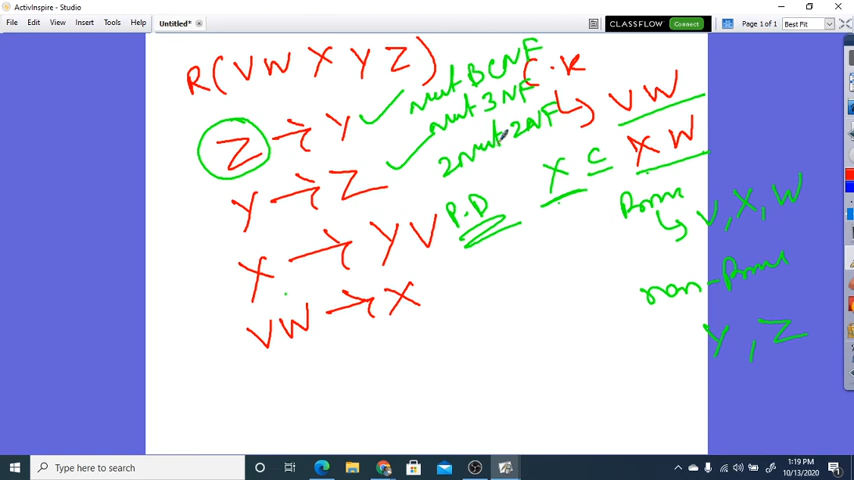 ActivInspire - Studio
File Edit View Insert Tools Help Untitled* CLASSFLOW Connect Page 1 of 1 Best Fit
R(V W X Y Z)
Z → Y
Y → Z
X → Y V
VW → X
not BCNF
not 3NF
2not 2NF
P.D
C.K
↳ VW
X ⊆ XW
Prime
↳ V, X, W
non-Prime
Y, Z
Type here to search
1:19 PM
10/13/2020